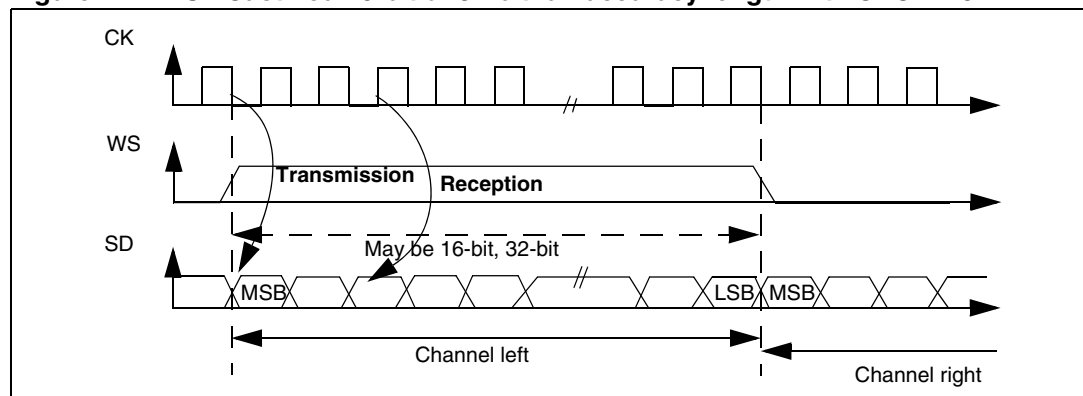 CK
WS
Transmission
Reception
SD
May be 16-bit, 32-bit
MSB
LSB
MSB
Channel left
Channel right